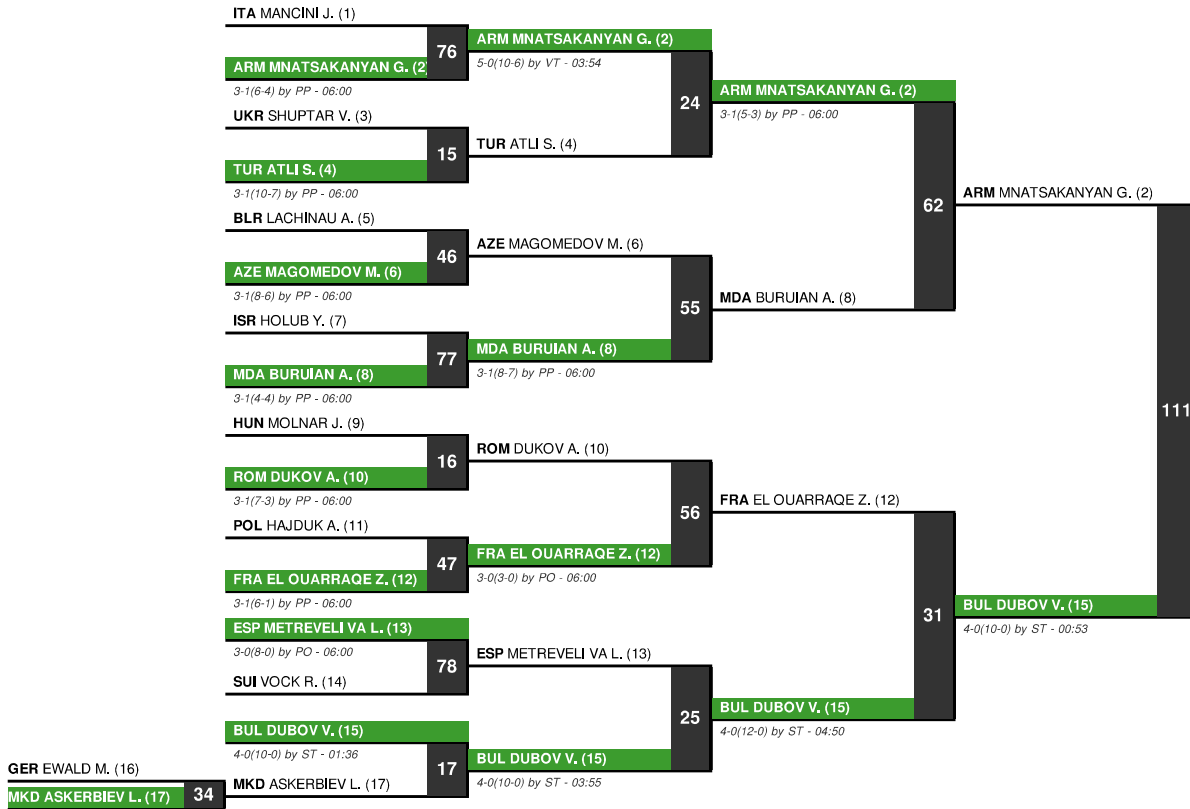 GER EWALD M. (16)
MKD ASKERBIEV L. (17)
34
ITA MANCINI J. (1)
ARM MNATSAKANYAN G. (2
3-1(6-4) by PP - 06:00
76
UKR SHUPTAR V. (3)
TUR ATLI S. (4)
3-1(10-7) by PP - 06:00
15
BLR LACHINAU A. (5)
AZE MAGOMEDOV M. (6)
3-1(8-6) by PP - 06:00
46
ISR HOLUB Y. (7)
MDA BURUIAN A. (8)
3-1(4-4) by PP - 06:00
77
HUN MOLNAR J. (9)
ROM DUKOV A. (10)
3-1(7-3) by PP - 06:00
16
POL HAJDUK A. (11)
FRA EL OUARRAQE Z. (12)
3-1(6-1) by PP - 06:00
47
ESP METREVELI VA L. (13)
3-0(8-0) by PO - 06:00
SUI VOCK R. (14)
78
BUL DUBOV V. (15)
4-0(10-0) by ST - 01:36
MKD ASKERBIEV L. (17)
17
ARM MNATSAKANYAN G. (2)
5-0(10-6) by VT - 03:54
TUR ATLI S. (4)
24
AZE MAGOMEDOV M. (6)
MDA BURUIAN A. (8)
3-1(8-7) by PP - 06:00
55
ROM DUKOV A. (10)
FRA EL OUARRAQE Z. (12)
3-0(3-0) by PO - 06:00
56
ESP METREVELI VA L. (13)
BUL DUBOV V. (15)
4-0(10-0) by ST - 03:55
25
ARM MNATSAKANYAN G. (2)
3-1(5-3) by PP - 06:00
MDA BURUIAN A. (8)
62
FRA EL OUARRAQE Z. (12)
BUL DUBOV V. (15)
4-0(12-0) by ST - 04:50
31
ARM MNATSAKANYAN G. (2)
BUL DUBOV V. (15)
4-0(10-0) by ST - 00:53
111